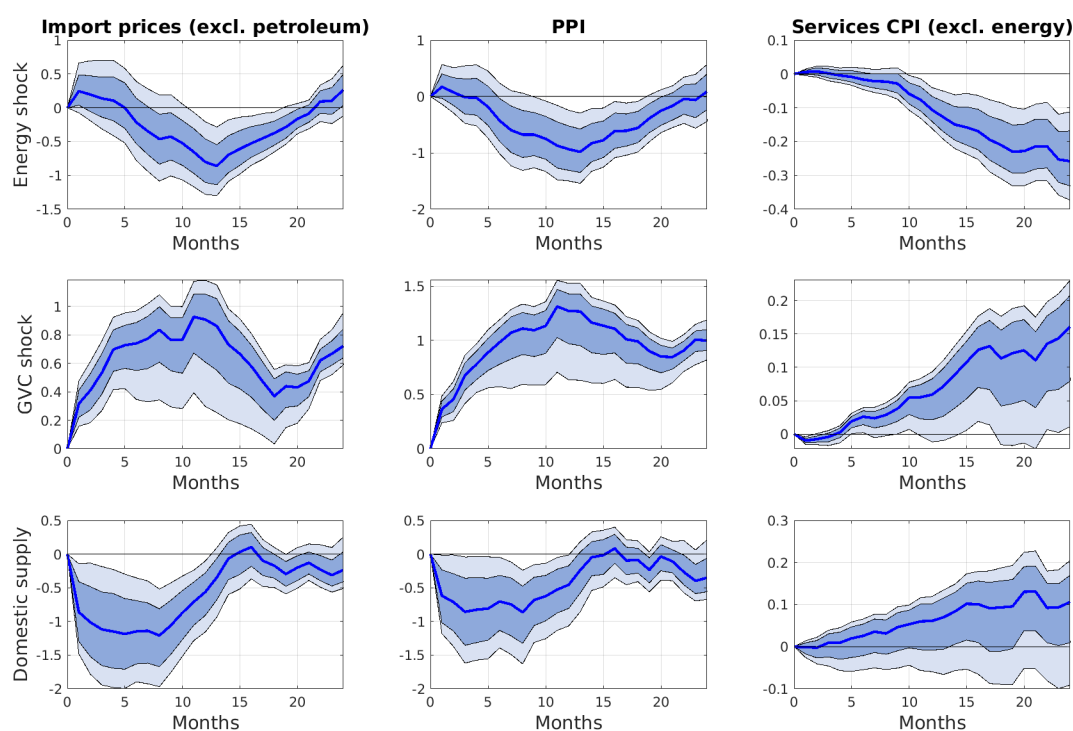 Import prices (excl. petroleum)
PPI
Services CPI (excl. energy)
Energy shock
1
0.5
0
-0.5
-1
-1.5
0 5 10 15 20
Months
1
0
-1
-2
0 5 10 15 20
Months
0.1
0
-0.1
-0.2
-0.3
-0.4
0 5 10 15 20
Months
GVC shock
1
0.8
0.6
0.4
0.2
0
0 5 10 15 20
Months
1.5
1
0.5
0
0 5 10 15 20
Months
0.2
0.15
0.1
0.05
0
0 5 10 15 20
Months
Domestic supply
0.5
0
-0.5
-1
-1.5
-2
0 5 10 15 20
Months
0.5
0
-0.5
-1
-1.5
-2
0 5 10 15 20
Months
0.3
0.2
0.1
0
-0.1
0 5 10 15 20
Months